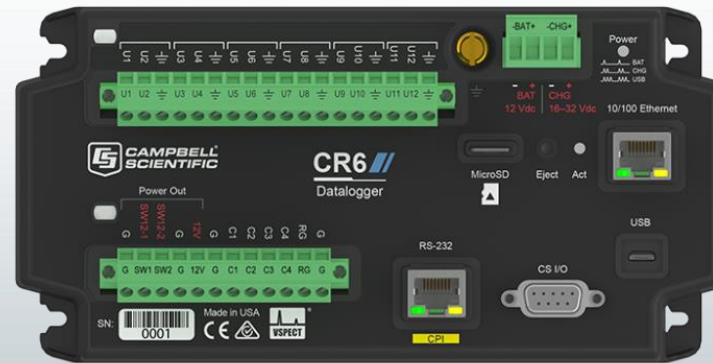 U1 U2 U3 U4 U5 U6 U7 U8 U9 U10 U11 U12
U1 U2 U3 U4 U5 U6 U7 U8 U9 U10 U11 U12
-BAT+ -CHG+
- + - +
BAT CHG
12 Vdc 16–32 Vdc
Power
BAT
CHG
USB
10/100 Ethernet
CAMPBELL
SCIENTIFIC
CR6
Datalogger
MicroSD Eject Act
Power Out
G SW12-1 SW12-2 G 12V G C1 C2 C3 C4 RG G
G SW1 SW2 G 12V G C1 C2 C3 C4 RG G
RS-232
CPI
CS I/O
USB
SN:
0001
Made in USA
CE
VSPECT